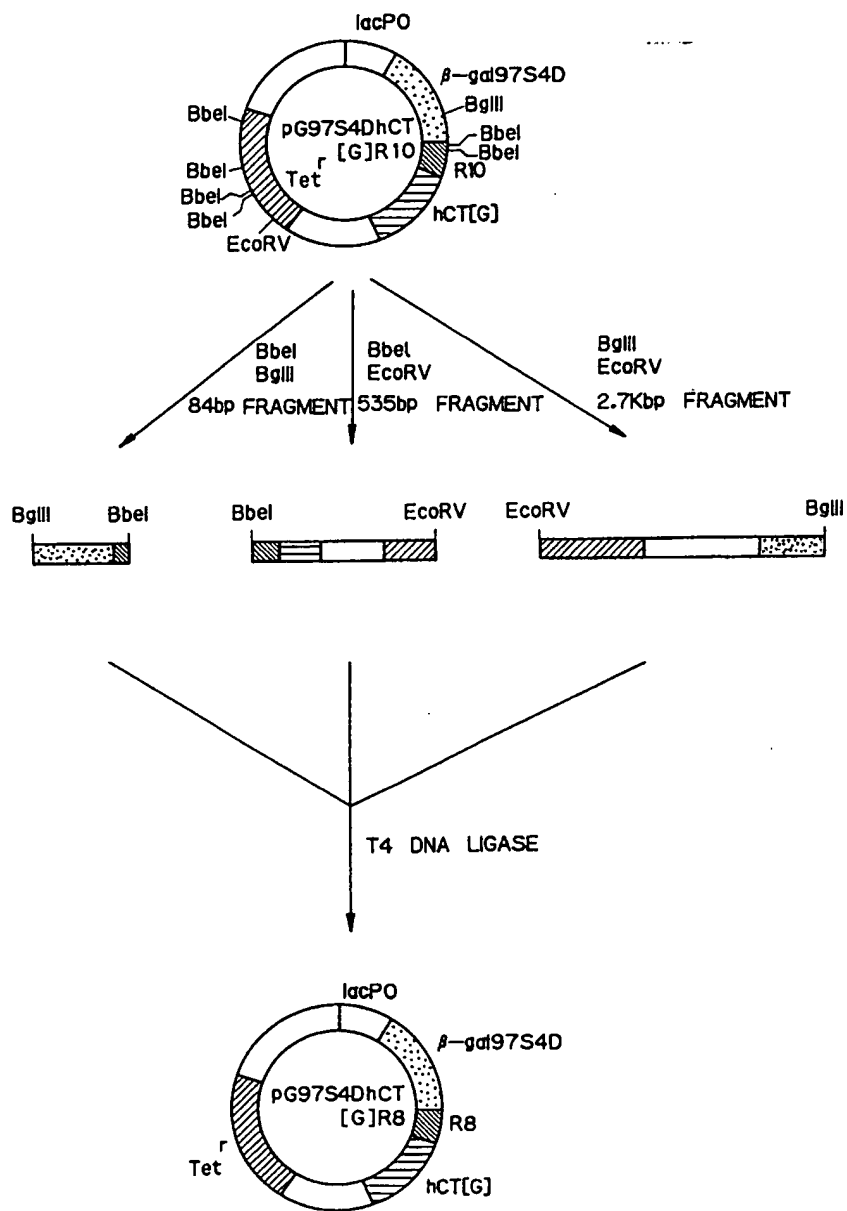 lacPO
β-gal97S4D
BglII
BbeI
BbeI
BbeI
pG97S4DhCT
[G]R10
R10
BbeI
Tet r
BbeI
BbeI
hCT[G]
EcoRV
BbeI
BglII
84bp FRAGMENT
BbeI
EcoRV
535bp FRAGMENT
BglII
EcoRV
2.7Kbp FRAGMENT
BglII BbeI
BbeI EcoRV
EcoRV BglII
T4 DNA LIGASE
lacPO
β-gal97S4D
pG97S4DhCT
[G]R8
R8
Tet r
hCT[G]